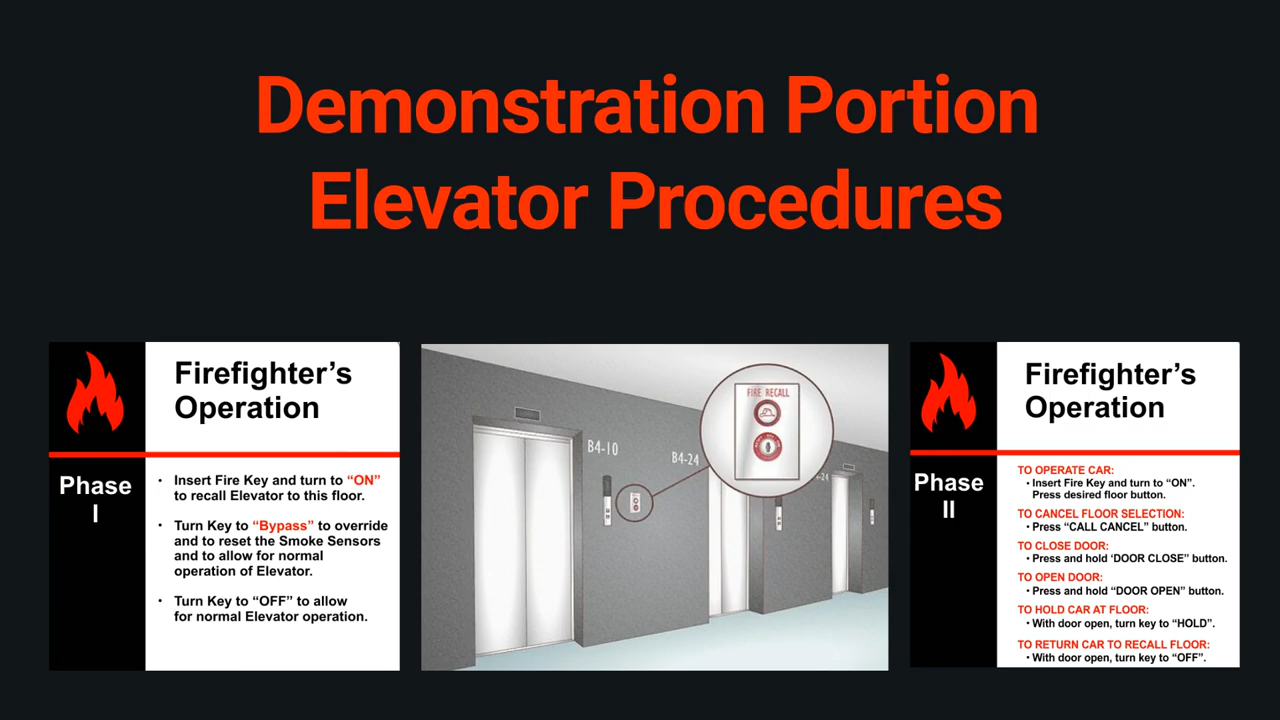 Demonstration Portion
Elevator Procedures
Firefighter’s
Operation
Phase
I
• Insert Fire Key and turn to “ON”
to recall Elevator to this floor.
• Turn Key to “Bypass” to override
and to reset the Smoke Sensors
and to allow for normal
operation of Elevator.
• Turn Key to “OFF” to allow
for normal Elevator operation.
B4-10
B4-24
FIRE RECALL
-24
Firefighter’s
Operation
Phase
II
TO OPERATE CAR:
• Insert Fire Key and turn to “ON”.
Press desired floor button.
TO CANCEL FLOOR SELECTION:
• Press “CALL CANCEL” button.
TO CLOSE DOOR:
• Press and hold ‘DOOR CLOSE” button.
TO OPEN DOOR:
• Press and hold “DOOR OPEN” button.
TO HOLD CAR AT FLOOR:
• With door open, turn key to “HOLD”.
TO RETURN CAR TO RECALL FLOOR:
• With door open, turn key to “OFF”.